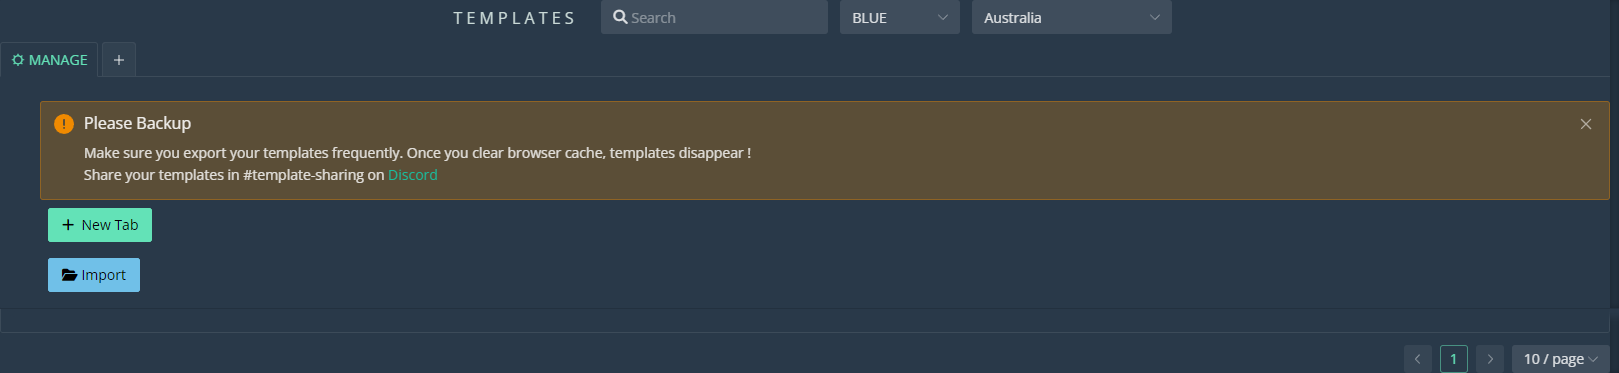 TEMPLATES Search BLUE Australia
MANAGE +
Please Backup
Make sure you export your templates frequently. Once you clear browser cache, templates disappear !
Share your templates in #template-sharing on Discord
+ New Tab
Import
1 10 / page